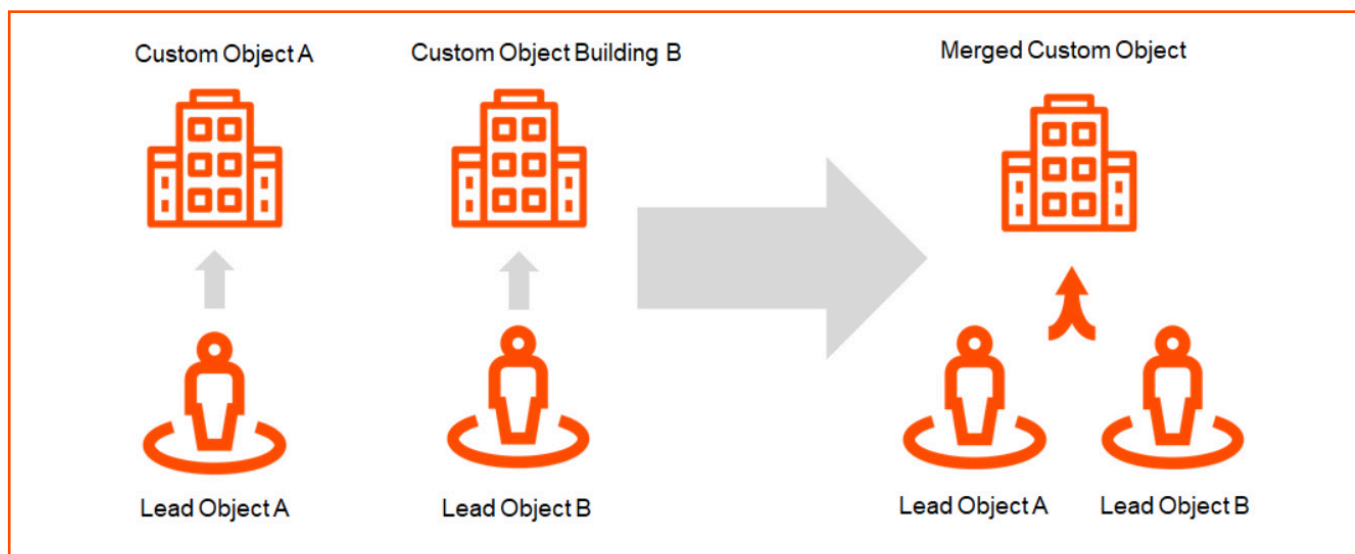 Custom Object A
Custom Object Building B
Merged Custom Object
Lead Object A
Lead Object B
Lead Object A
Lead Object B